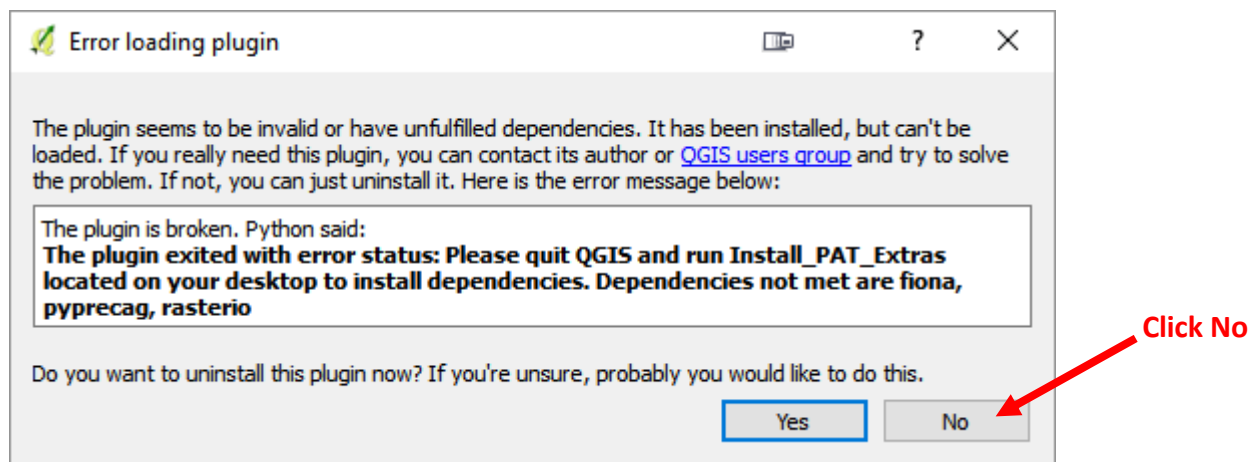 Error loading plugin
?
The plugin seems to be invalid or have unfulfilled dependencies. It has been installed, but can't be
loaded. If you really need this plugin, you can contact its author or QGIS users group and try to solve
the problem. If not, you can just uninstall it. Here is the error message below:
The plugin is broken. Python said:
The plugin exited with error status: Please quit QGIS and run Install_PAT_Extras
located on your desktop to install dependencies. Dependencies not met are fiona,
pyprecag, rasterio
Click No
Do you want to uninstall this plugin now? If you're unsure, probably you would like to do this.
Yes No